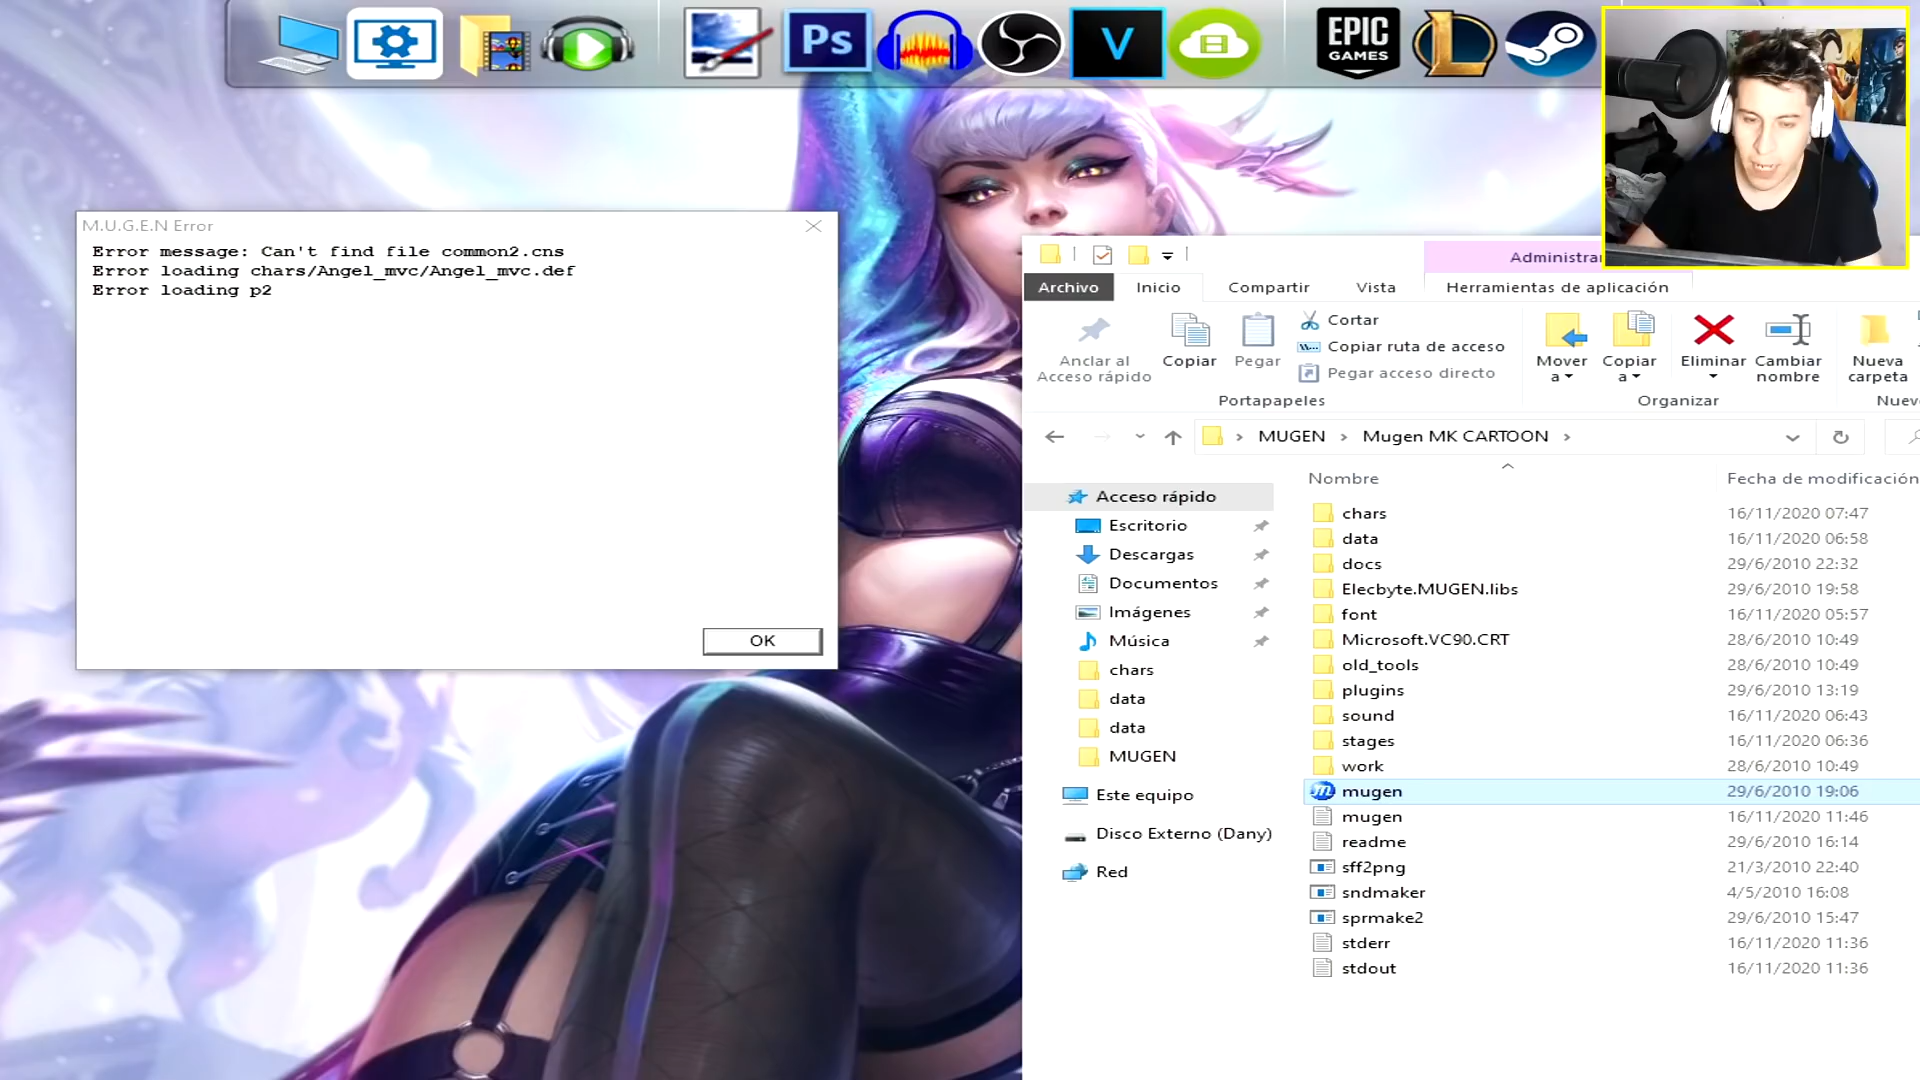 Ps
V
EPIC
GAMES
L
M.U.G.E.N Error
Error message: Can't find file common2.cns
Error loading chars/Angel_mvc/Angel_mvc.def
Error loading p2
OK
Archivo
Inicio
Compartir
Vista
Herramientas de aplicación
Anclar al
Acceso rápido
Copiar
Pegar
Cortar
Copiar ruta de acceso
Pegar acceso directo
Portapapeles
Mover
a
Copiar
a
Eliminar
Cambiar
nombre
Organizar
Nueva
carpeta
MUGEN > Mugen MK CARTOON >
Nombre
Fecha de modificación
Acceso rápido
Escritorio
Descargas
Documentos
Imágenes
Música
chars
data
data
MUGEN
Este equipo
Disco Externo (Dany)
Red
chars 16/11/2020 07:47
data 16/11/2020 06:58
docs 29/6/2010 22:32
Elecbyte.MUGEN.libs 29/6/2010 19:58
font 16/11/2020 05:57
Microsoft.VC90.CRT 28/6/2010 10:49
old_tools 28/6/2010 10:49
plugins 29/6/2010 13:19
sound 16/11/2020 06:43
stages 16/11/2020 06:36
work 28/6/2010 10:49
mugen 29/6/2010 19:06
mugen 16/11/2020 11:46
readme 29/6/2010 16:14
sff2png 21/3/2010 22:40
sndmaker 4/5/2010 16:08
sprmake2 29/6/2010 15:47
stderr 16/11/2020 11:36
stdout 16/11/2020 11:36